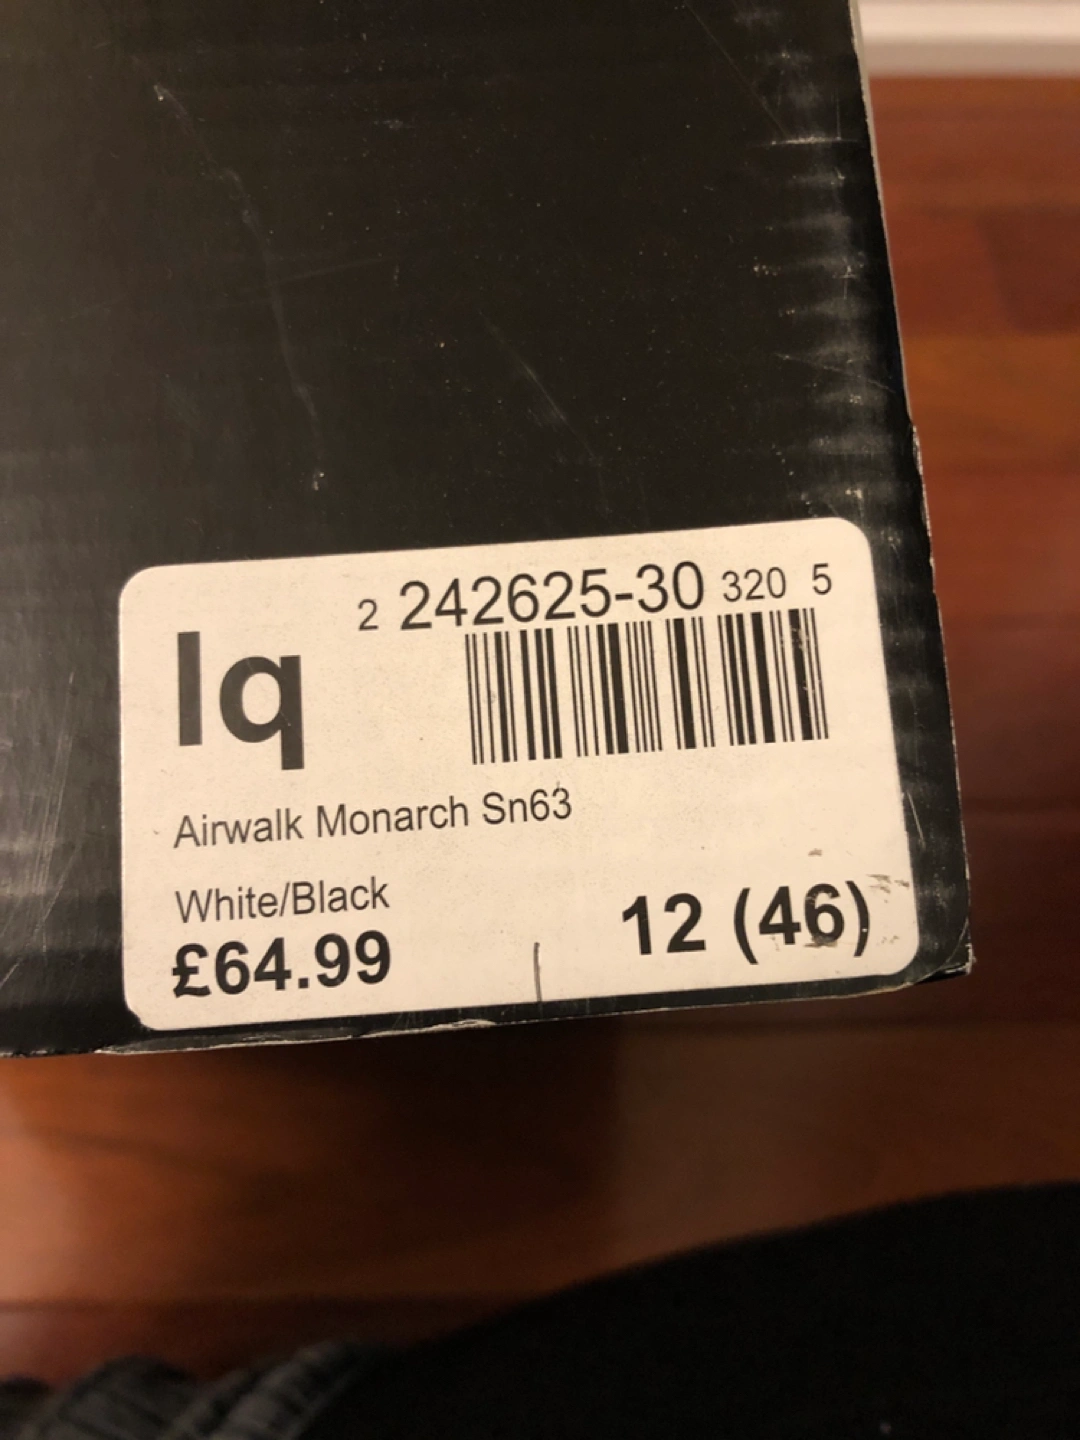 2 242625-30 320 5
lq
Airwalk Monarch Sn63
White/Black
£64.99
12 (46)